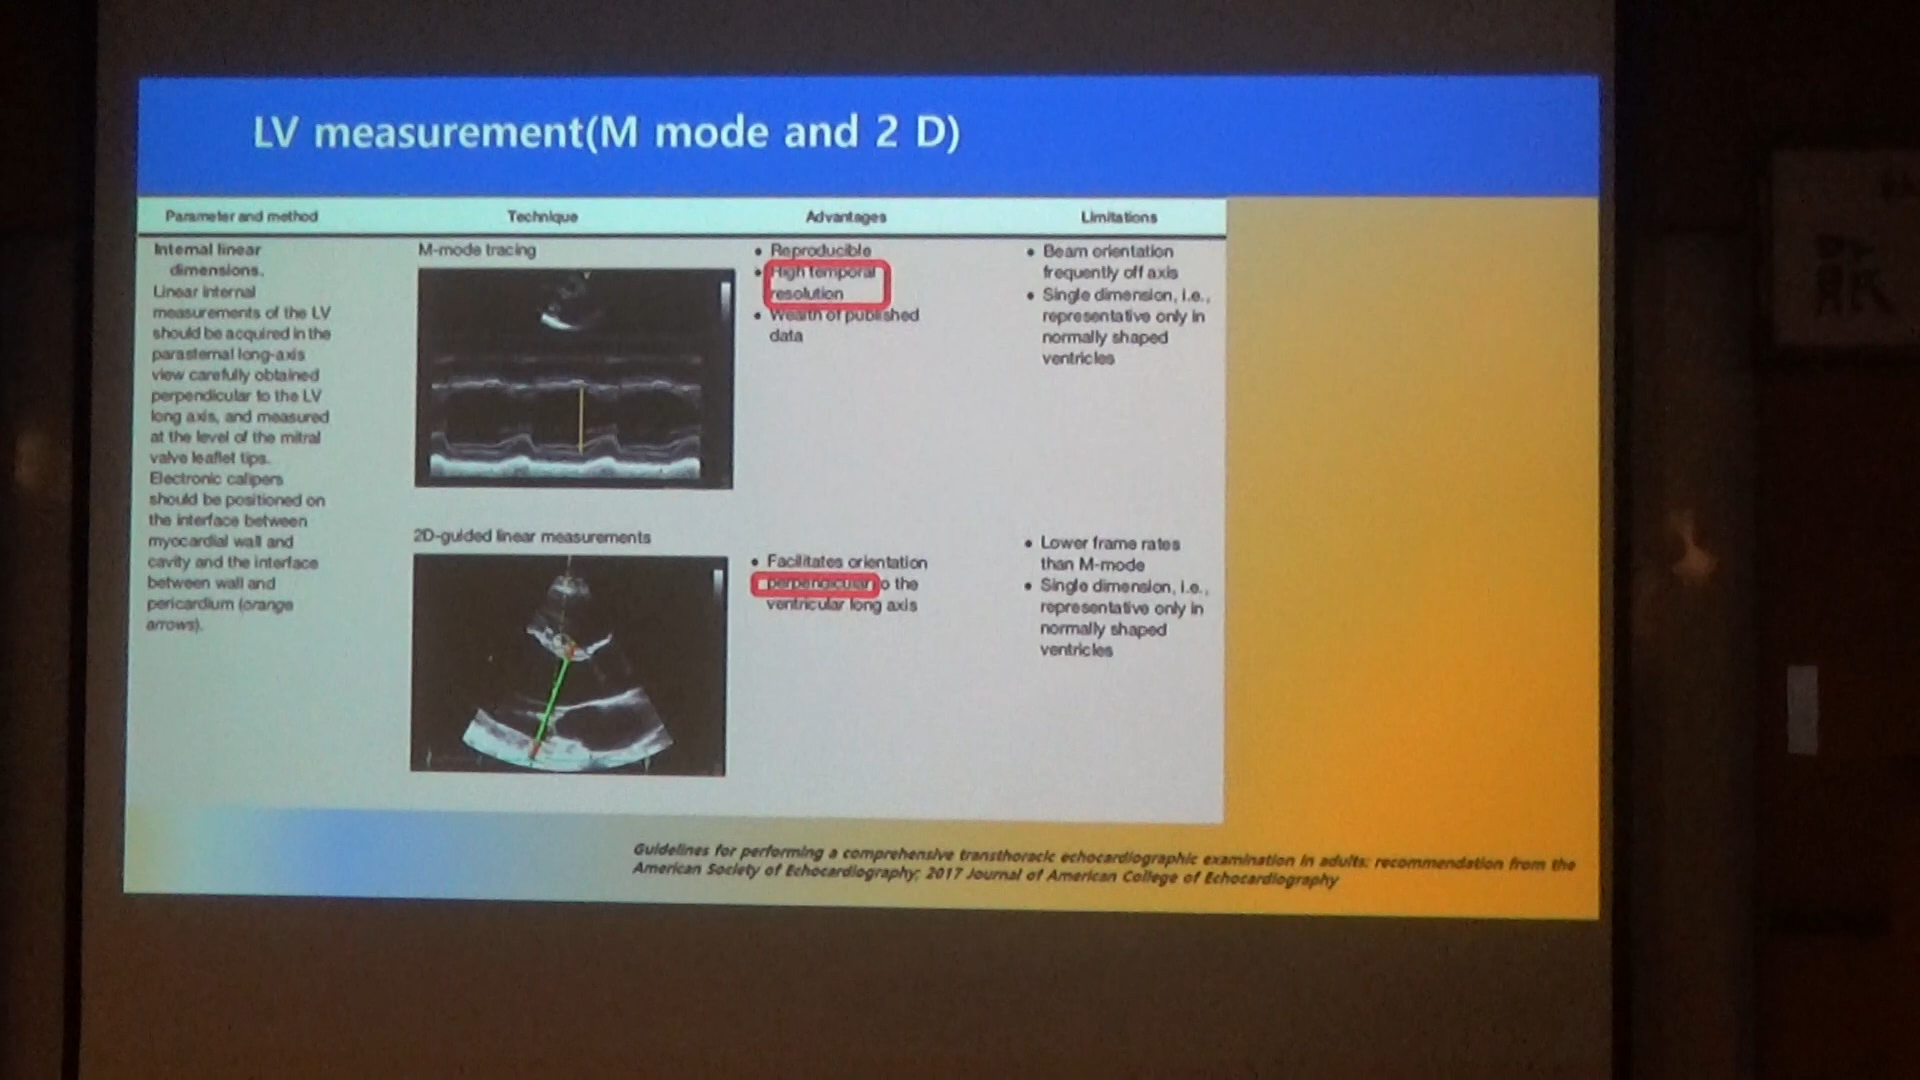 LV measurement(M mode and 2 D)
Parameter and method
Technique
Advantages
Limitations
Internal linear
dimensions.
Linear internal
measurements of the LV
should be acquired in the
parasternal long-axis
view carefully obtained
perpendicular to the LV
long axis, and measured
at the level of the mitral
valve leaflet tips.
Electronic calipers
should be positioned on
the interface between
myocardial wall and
cavity and the interface
between wall and
pericardium (orange
arrows).
M-mode tracing
• Reproducible
• High temporal
resolution
• Wealth of published
data
• Beam orientation
frequently off axis
• Single dimension, i.e.,
representative only in
normally shaped
ventricles
2D-guided linear measurements
• Facilitates orientation
perpendicular to the
ventricular long axis
• Lower frame rates
than M-mode
• Single dimension, i.e.,
representative only in
normally shaped
ventricles
Guidelines for performing a comprehensive transthoracic echocardiographic examination in adults: recommendation from the
American Society of Echocardiography; 2017 Journal of American College of Echocardiography